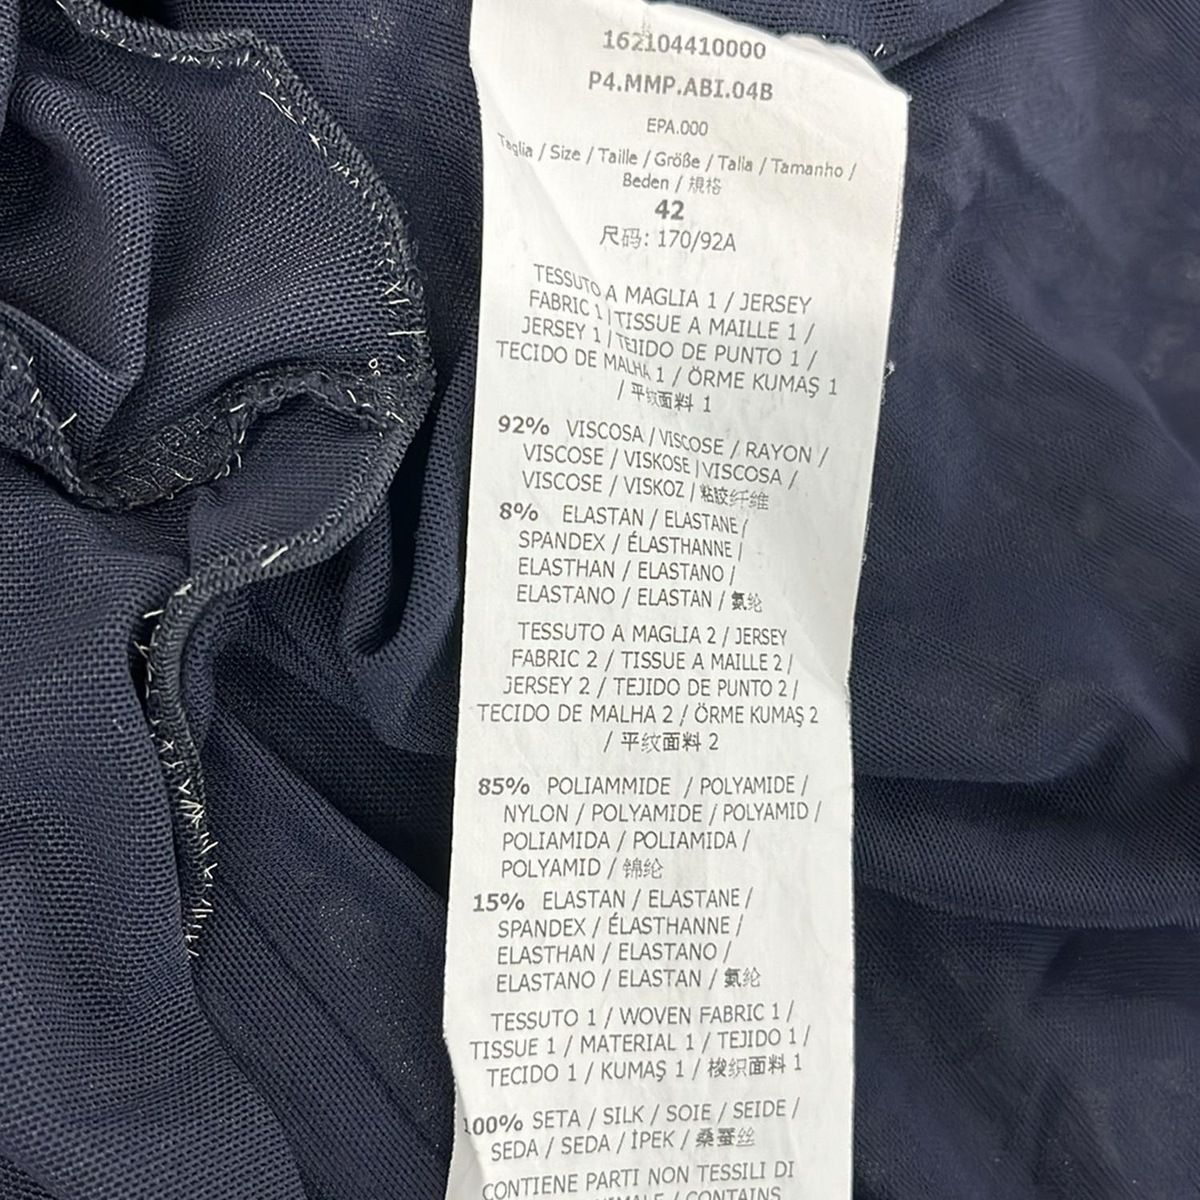 162104410000
P4.MMP.ABI.04B
EPA.000
Taglia / Size / Taille / Größe / Talla / Tamanho /
Beden / 規格
42
尺码: 170/92A
TESSUTO A MAGLIA 1 / JERSEY
FABRIC 1 / TISSUE A MAILLE 1 /
JERSEY 1 / TEJIDO DE PUNTO 1 /
TECIDO DE MALHA 1 / ÖRME KUMAŞ 1
/ 平纹面料 1
92% VISCOSA / VISCOSE / RAYON /
VISCOSE / VISKOSE / VISCOSA /
VISCOSE / VISKOZ / 粘胶纤维
8% ELASTAN / ELASTANE /
SPANDEX / ÉLASTHANNE /
ELASTHAN / ELASTANO /
ELASTANO / ELASTAN / 氨纶
TESSUTO A MAGLIA 2 / JERSEY
FABRIC 2 / TISSUE A MAILLE 2 /
JERSEY 2 / TEJIDO DE PUNTO 2 /
TECIDO DE MALHA 2 / ÖRME KUMAŞ 2
/ 平纹面料 2
85% POLIAMMIDE / POLYAMIDE /
NYLON / POLYAMIDE / POLYAMID /
POLIAMIDA / POLIAMIDA /
POLYAMID / 锦纶
15% ELASTAN / ELASTANE /
SPANDEX / ÉLASTHANNE /
ELASTHAN / ELASTANO /
ELASTANO / ELASTAN / 氨纶
TESSUTO 1 / WOVEN FABRIC 1 /
TISSUE 1 / MATERIAL 1 / TEJIDO 1 /
TECIDO 1 / KUMAŞ 1 / 梭织面料 1
100% SETA / SILK / SOIE / SEIDE /
SEDA / SEDA / İPEK / 桑蚕丝
CONTIENE PARTI NON TESSILI DI
/ CONTAINS